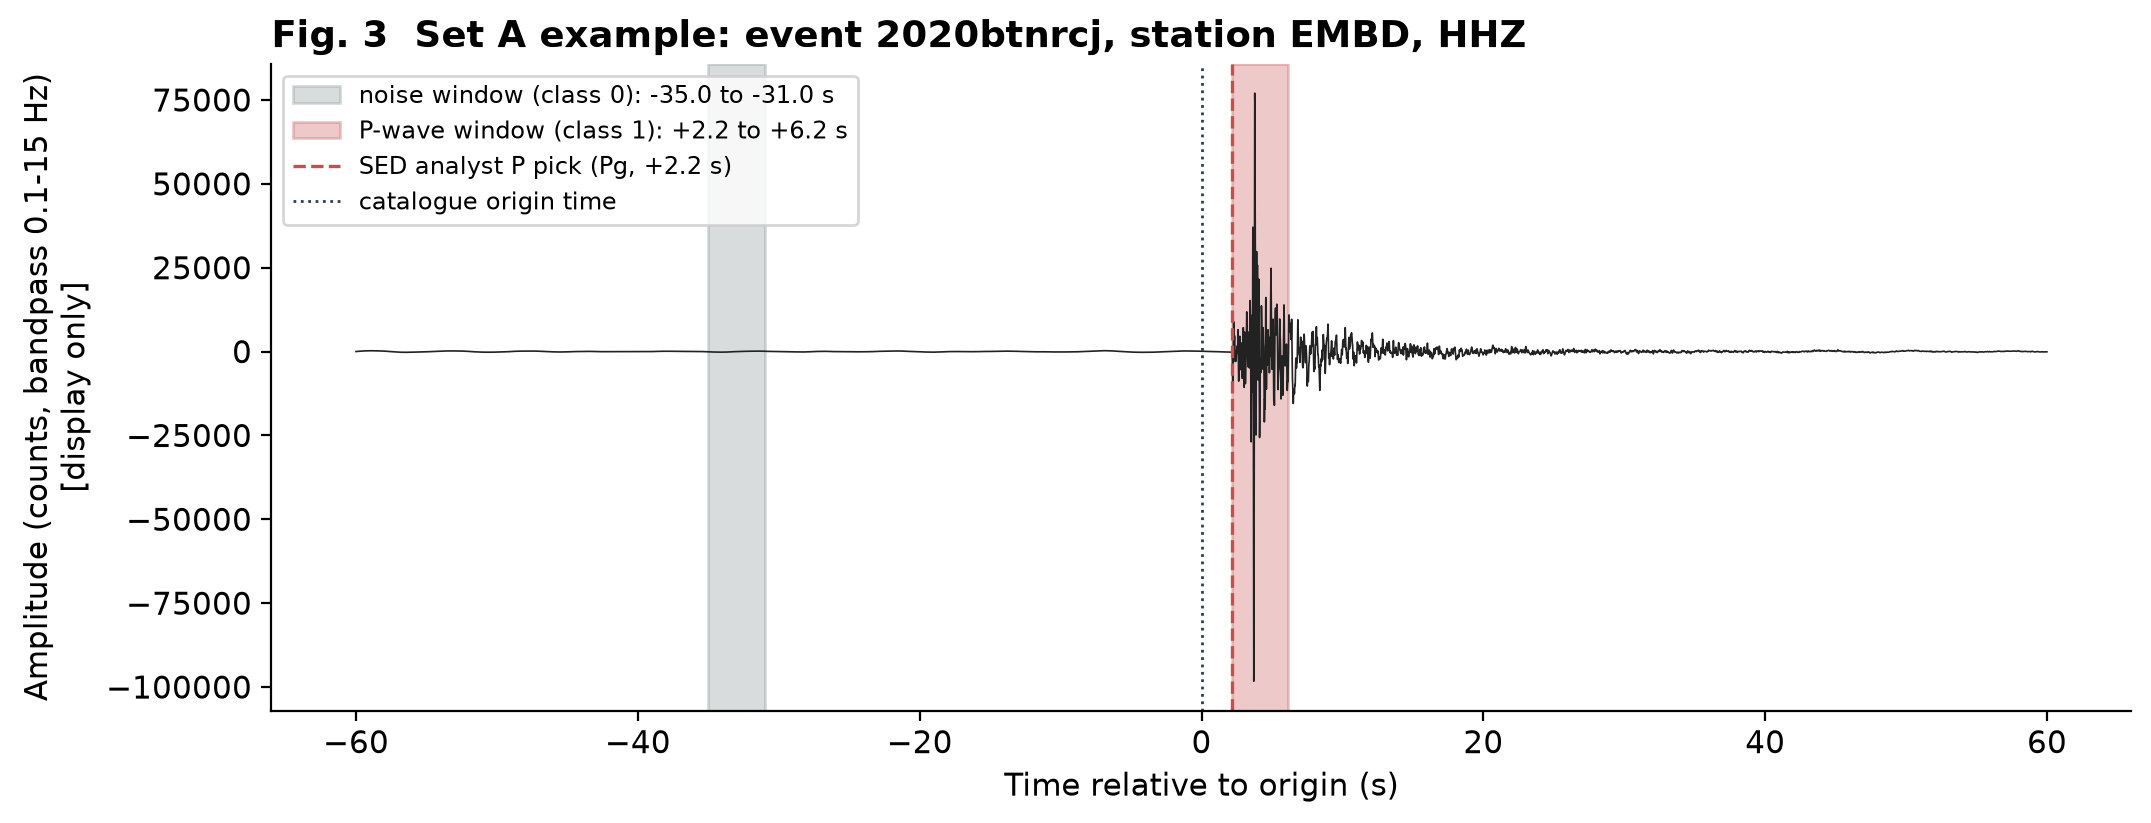 Fig. 3  Set A example: event 2020btnrcj, station EMBD, HHZ
noise window (class 0): -35.0 to -31.0 s
P-wave window (class 1): +2.2 to +6.2 s
SED analyst P pick (Pg, +2.2 s)
catalogue origin time
Amplitude (counts, bandpass 0.1-15 Hz)
[display only]
75000
50000
25000
0
−25000
−50000
−75000
−100000
−60 −40 −20 0 20 40 60
Time relative to origin (s)